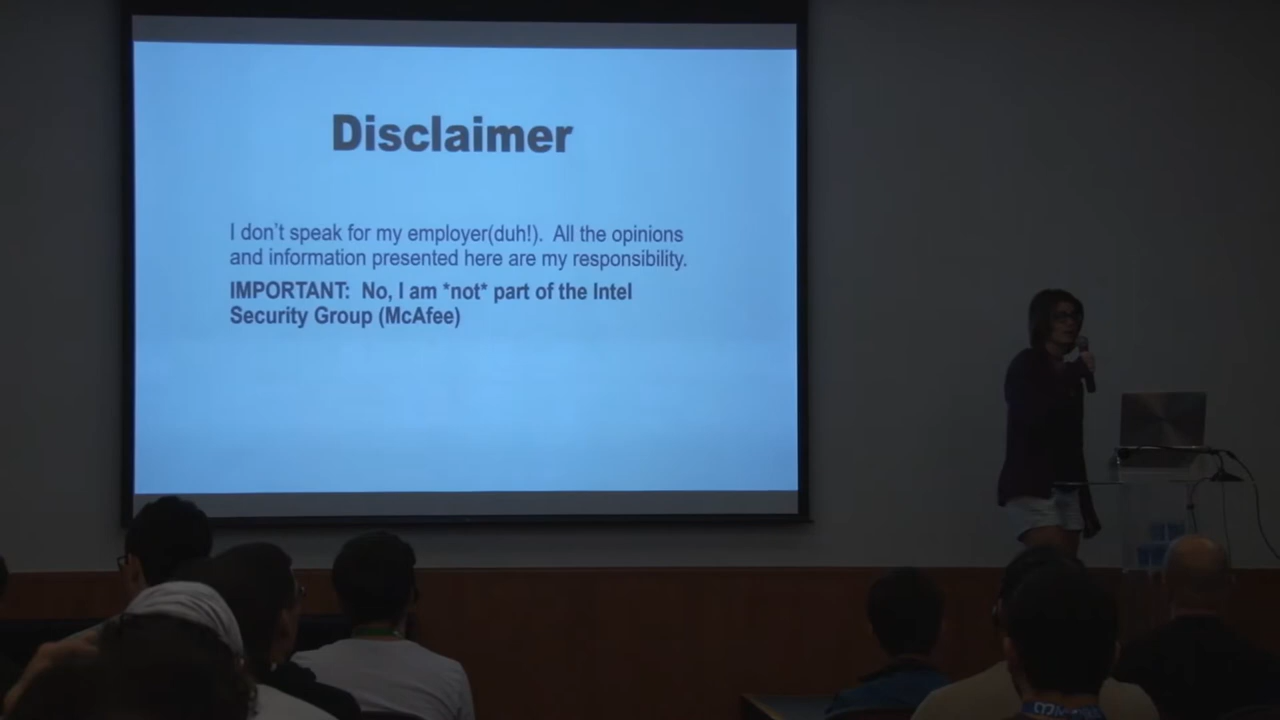 Disclaimer
I don't speak for my employer(duh!).  All the opinions
and information presented here are my responsibility.
IMPORTANT:  No, I am *not* part of the Intel
Security Group (McAfee)